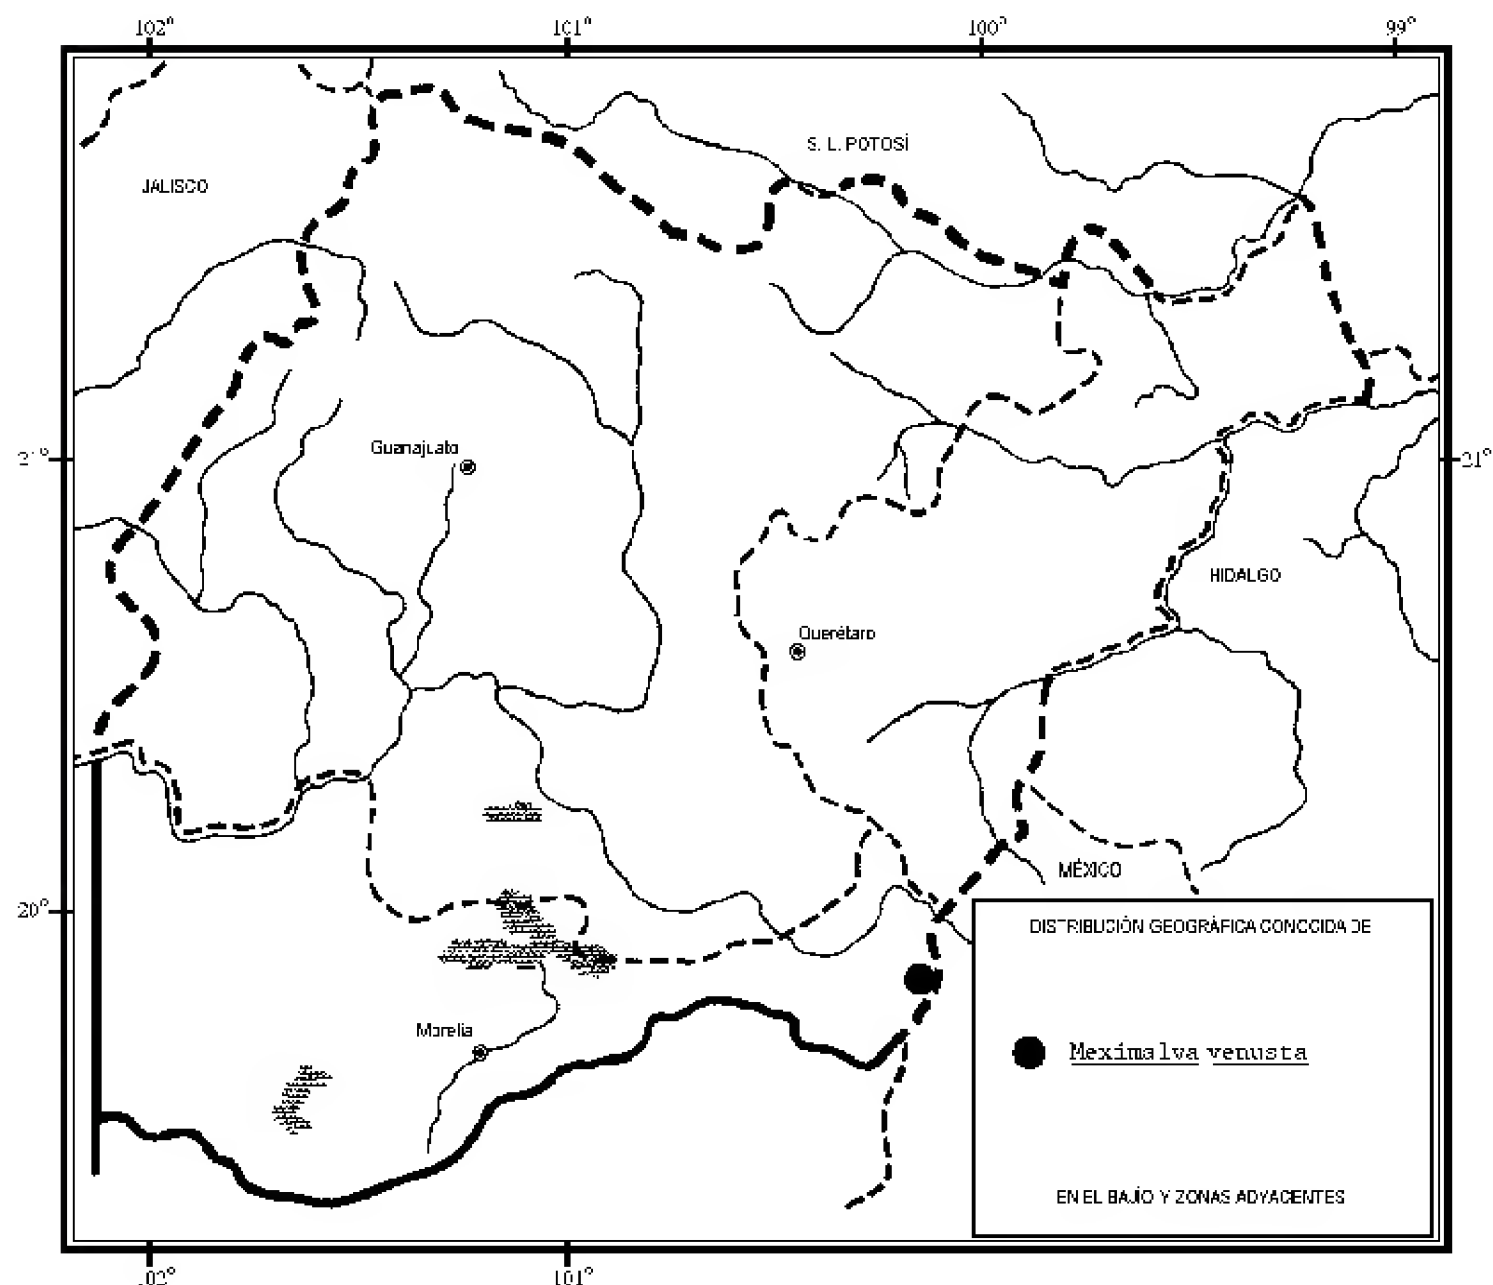 102° 101° 100° 99°
S. L. POTOSÍ
JALISCO
Guanajuato
21° 21°
HIDALGO
Querétaro
MÉXICO
20°
DISTRIBUCIÓN GEOGRÁFICA CONOCIDA DE
Morelia
Meximalva venusta
EN EL BAJÍO Y ZONAS ADYACENTES
102° 101°